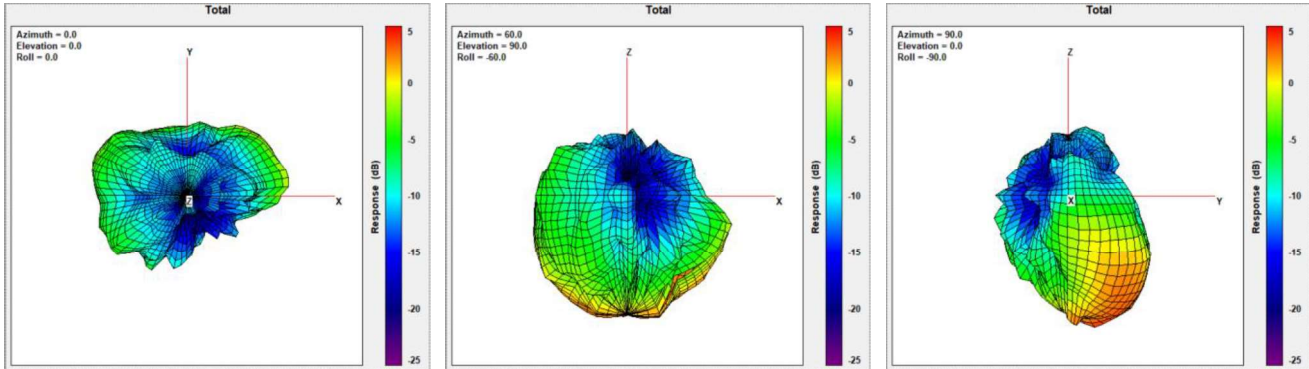 Total
Azimuth = 0.0
Elevation = 0.0
Roll = 0.0
Y
X
Z
5
0
-5
-10
-15
-20
-25
Response (dB)
Total
Azimuth = 60.0
Elevation = 90.0
Roll = -60.0
Z
X
5
0
-5
-10
-15
-20
-25
Response (dB)
Total
Azimuth = 90.0
Elevation = 0.0
Roll = -90.0
Z
Y
X
5
0
-5
-10
-15
-20
-25
Response (dB)